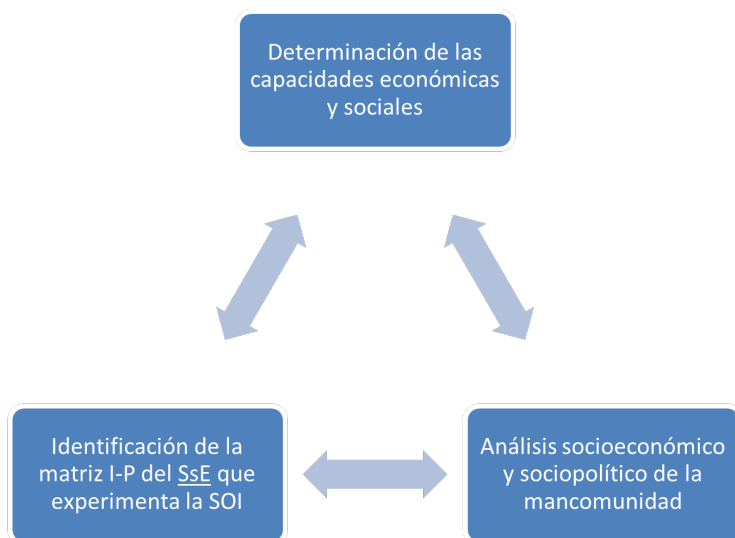 Determinación de las
capacidades económicas
y sociales
Identificación de la
matriz I-P del SsE que
experimenta la SOI
Análisis socioeconómico
y sociopolítico de la
mancomunidad